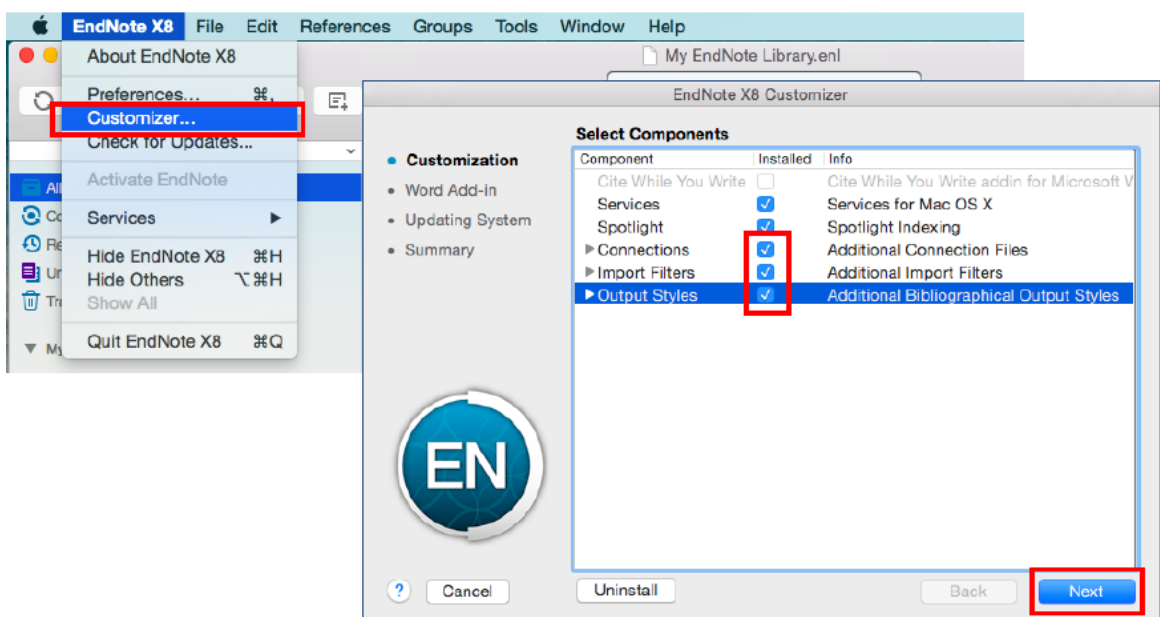 EndNote X8 File Edit References Groups Tools Window Help
About EndNote X8
Preferences... ⌘,
Customizer...
Check for Updates...
Activate EndNote
Services ▶
Hide EndNote X8 ⌘H
Hide Others ⌥⌘H
Show All
Quit EndNote X8 ⌘Q
My EndNote Library.enl
EndNote X8 Customizer
Customization
Word Add-in
Updating System
Summary
Select Components
Component Installed Info
Cite While You Write Cite While You Write addin for Microsoft
Services Services for Mac OS X
Spotlight Spotlight Indexing
Connections Additional Connection Files
Import Filters Additional Import Filters
Output Styles Additional Bibliographical Output Styles
EN
? Cancel Uninstall Back Next